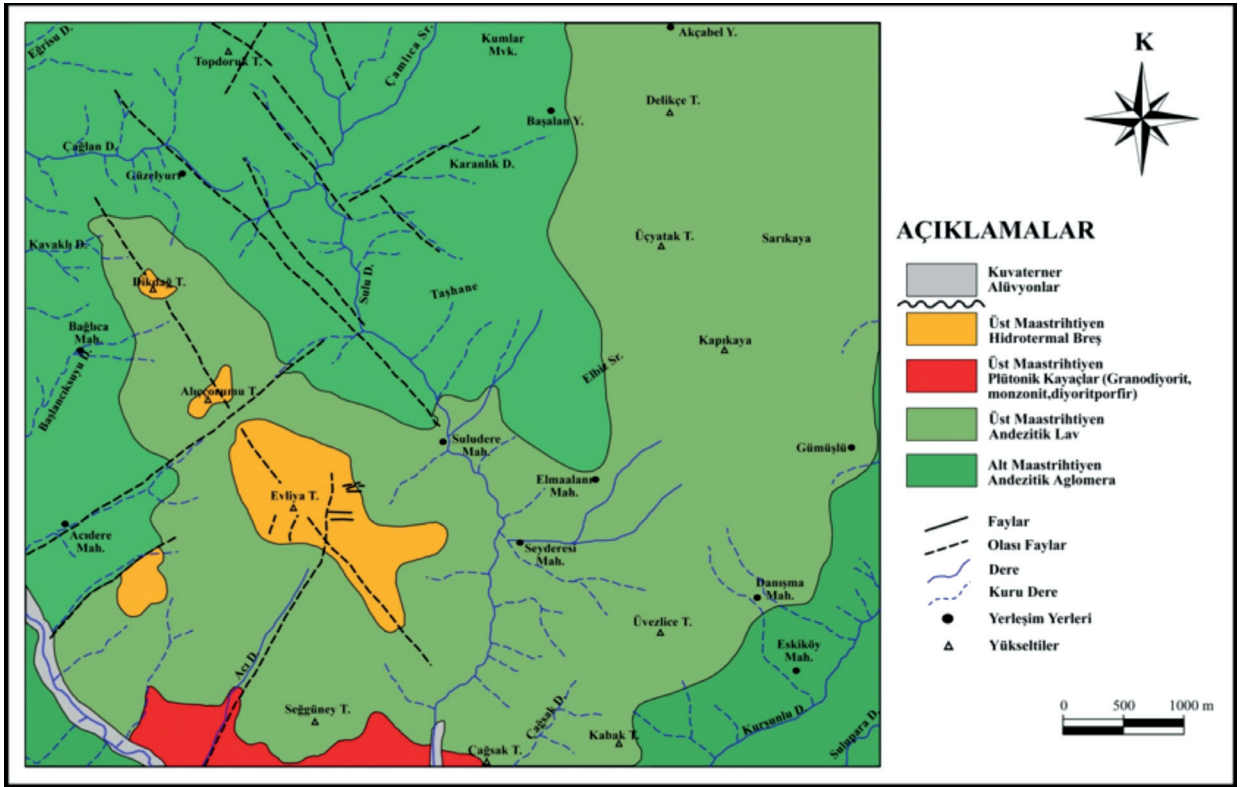 Eğrisu D.
Topdoruk T.
Çamlıca Sr.
Kumlar
Mvk.
Akçabel Y.
Delikçe T.
Başalan Y.
Çağlan D.
Güzelyurt
Karanlık D.
Kavaklı D.
Üçyatak T.
Sarıkaya
Dikdağ T.
Sulu D.
Taşhane
Bağlıca
Mah.
Kapıkaya
Elbiz Sr.
Alıççorumu T.
Suludere
Mah.
Gümüşlü
Elmaalanı
Mah.
Evliya T.
Acıdere
Mah.
Seyderesi
Mah.
Danışma
Mah.
Üvezlice T.
Eskiköy
Mah.
Acı D.
Seğgüney T.
Çağsak D.
Kurşunlu D.
Sulupara D.
Kabak T.
Çağsak T.
K
AÇIKLAMALAR
Kuvaterner
Alüvyonlar
Üst Maastrihtiyen
Hidrotermal Breş
Üst Maastrihtiyen
Plütonik Kayaçlar (Granodiyorit,
monzonit,diyoritporfir)
Üst Maastrihtiyen
Andezitik Lav
Alt Maastrihtiyen
Andezitik Aglomera
Faylar
Olası Faylar
Dere
Kuru Dere
Yerleşim Yerleri
Yükseltiler
0 500 1000 m